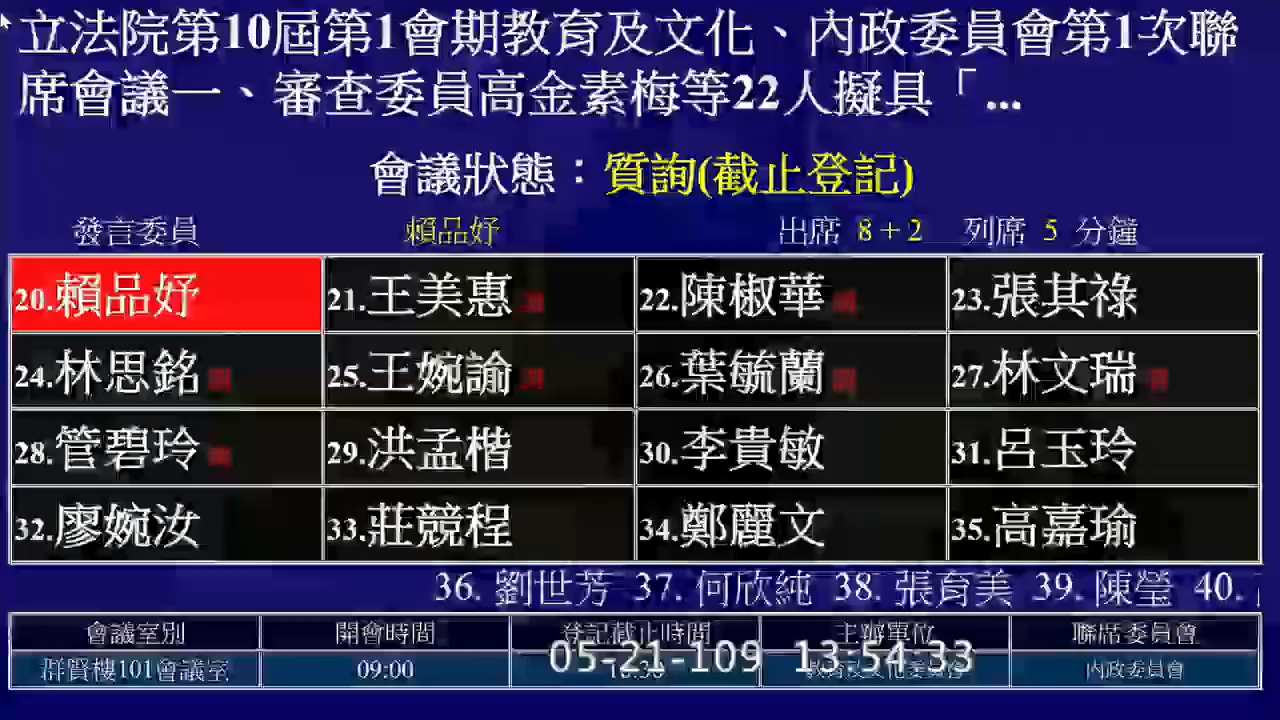 立法院第10屆第1會期教育及文化、內政委員會第1次聯
席會議一、審查委員高金素梅等22人擬具「...
會議狀態：質詢(截止登記)
發言委員 賴品妤 出席 8+2 列席 5 分鐘
20.賴品妤 21.王美惠 22.陳椒華 23.張其祿
24.林思銘 25.王婉諭 26.葉毓蘭 27.林文瑞
28.管碧玲 29.洪孟楷 30.李貴敏 31.呂玉玲
32.廖婉汝 33.莊競程 34.鄭麗文 35.高嘉瑜
36. 劉世芳 37. 何欣純 38. 張育美 39. 陳瑩 40.
會議室別 開會時間 登記截止時間 主辦單位 聯席委員會
群賢樓101會議室 09:00 教育及文化委員會 內政委員會
05-21-109 13:54:33